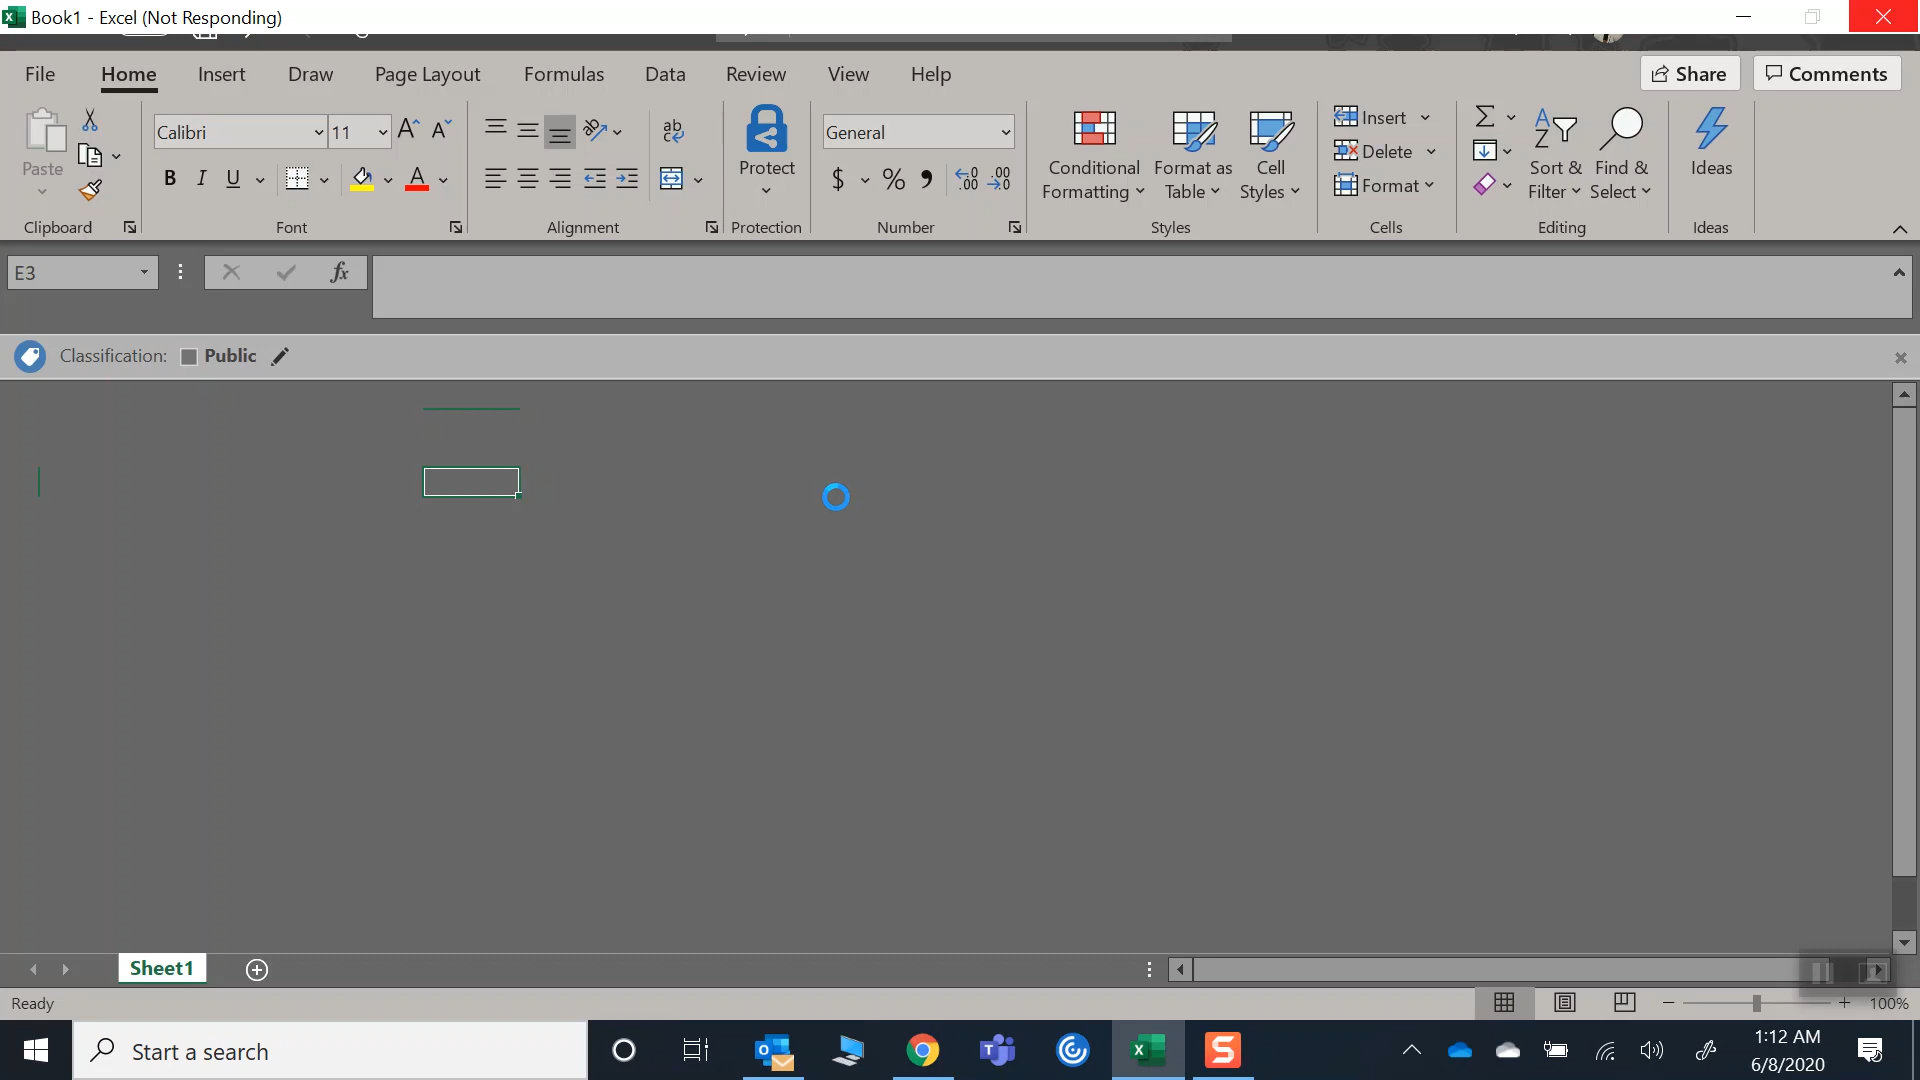 Book1 - Excel (Not Responding)
File Home Insert Draw Page Layout Formulas Data Review View Help Share Comments
Calibri 11 General
Paste Protect Conditional Formatting Format as Table Cell Styles Insert Delete Format Sort & Filter Find & Select Ideas
B I U
Clipboard Font Alignment Protection Number Styles Cells Editing Ideas
E3 fx
Classification: Public
Sheet1
Ready 100%
Start a search
1:12 AM
6/8/2020